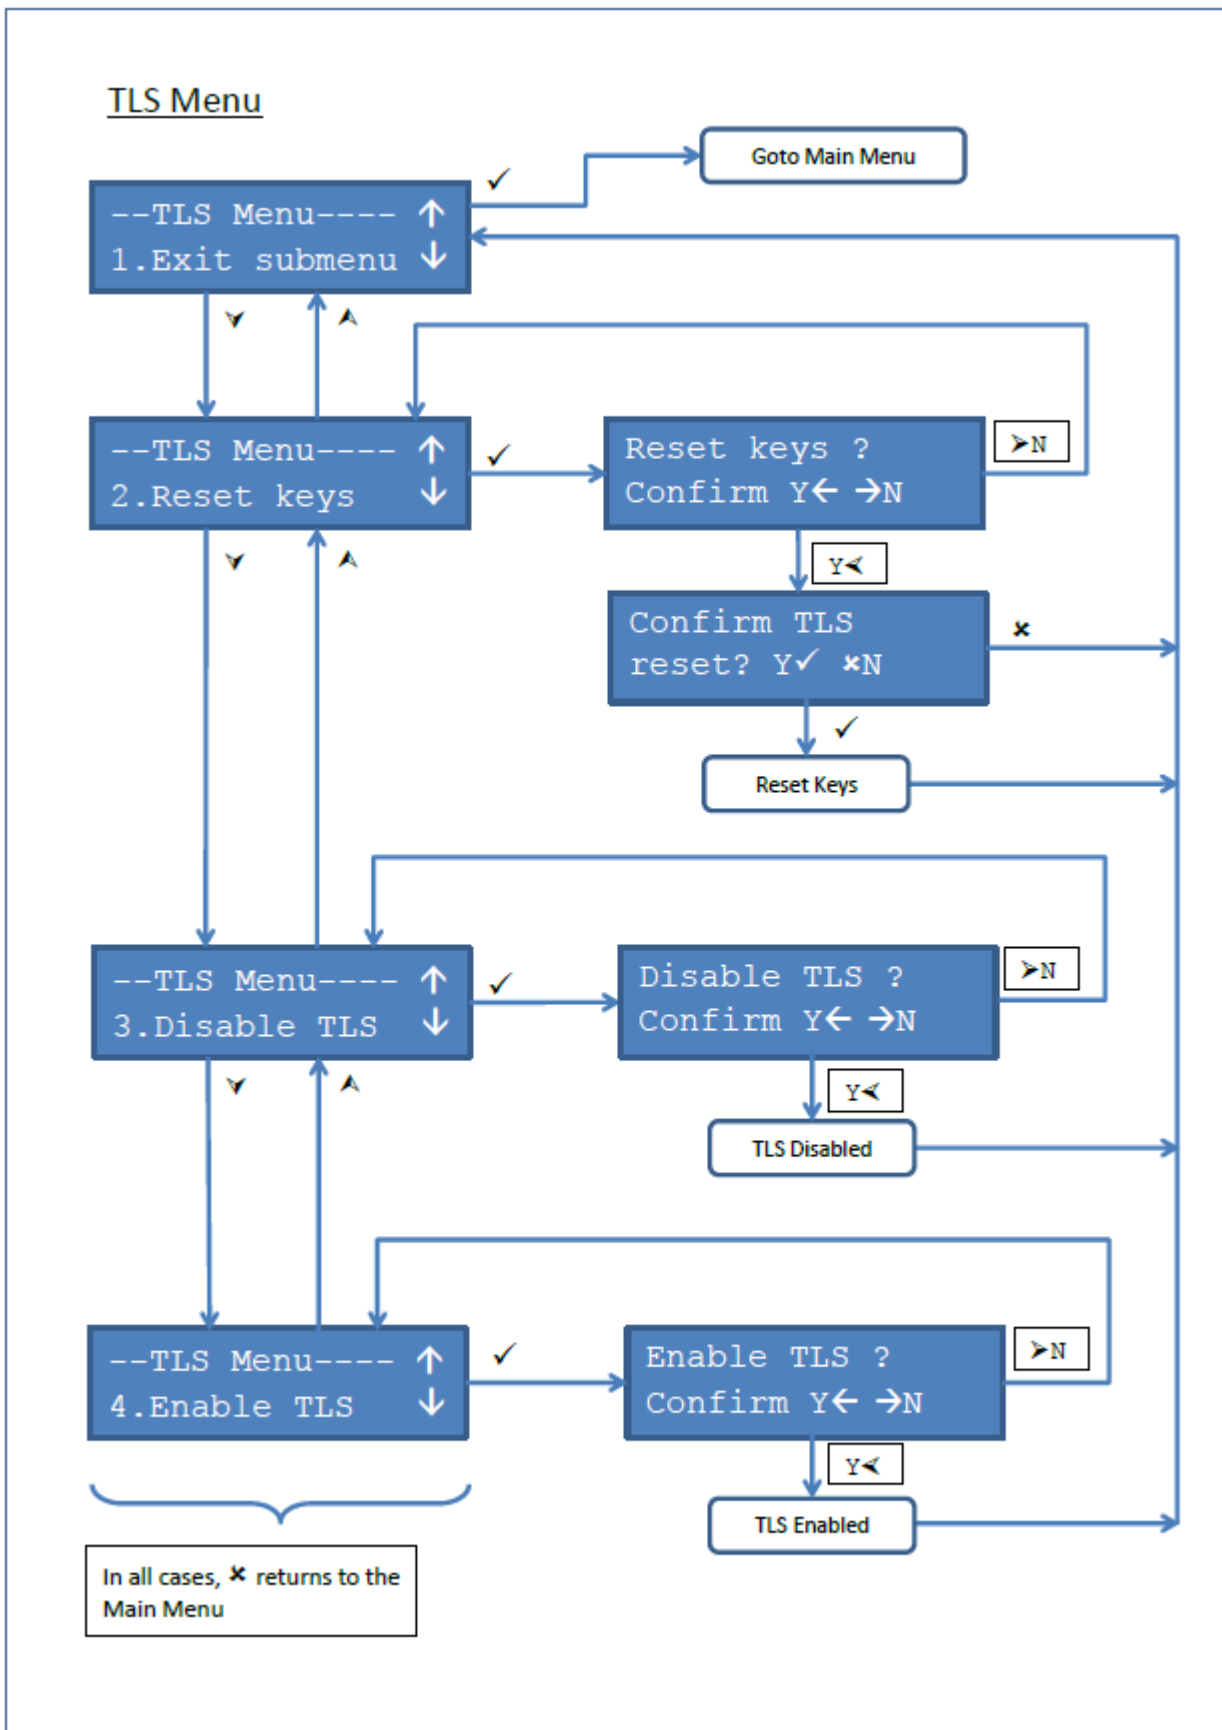 TLS Menu
Goto Main Menu
✓
--TLS Menu---- ↑
1.Exit submenu ↓
⮟ ⮝
--TLS Menu---- ↑
2.Reset keys ↓
✓
Reset keys ?
Confirm Y← →N
➤N
Y⮜
⮟ ⮝
Confirm TLS
reset? Y✓ ×N
×
✓
Reset Keys
--TLS Menu---- ↑
3.Disable TLS ↓
✓
Disable TLS ?
Confirm Y← →N
➤N
Y⮜
⮟ ⮝
TLS Disabled
--TLS Menu---- ↑
4.Enable TLS ↓
✓
Enable TLS ?
Confirm Y← →N
➤N
Y⮜
TLS Enabled
In all cases, × returns to the
Main Menu